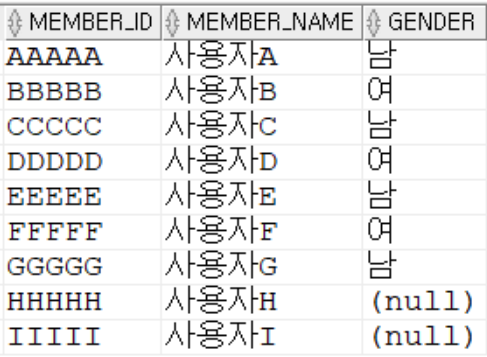 MEMBER_ID MEMBER_NAME GENDER
AAAAA 사용자A 남
BBBBB 사용자B 여
CCCCC 사용자C 남
DDDDD 사용자D 여
EEEEE 사용자E 남
FFFFF 사용자F 여
GGGGG 사용자G 남
HHHHH 사용자H (null)
IIIII 사용자I (null)